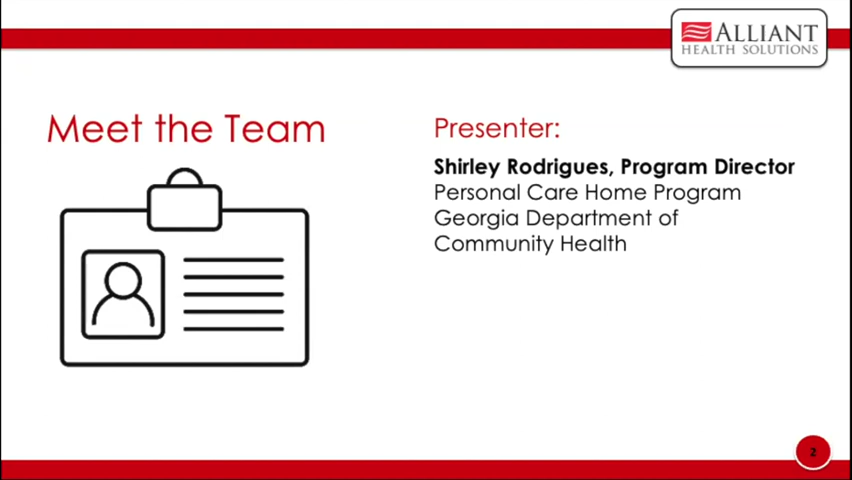 ALLIANT
HEALTH SOLUTIONS
Meet the Team
Presenter:
Shirley Rodrigues, Program Director
Personal Care Home Program
Georgia Department of
Community Health
2